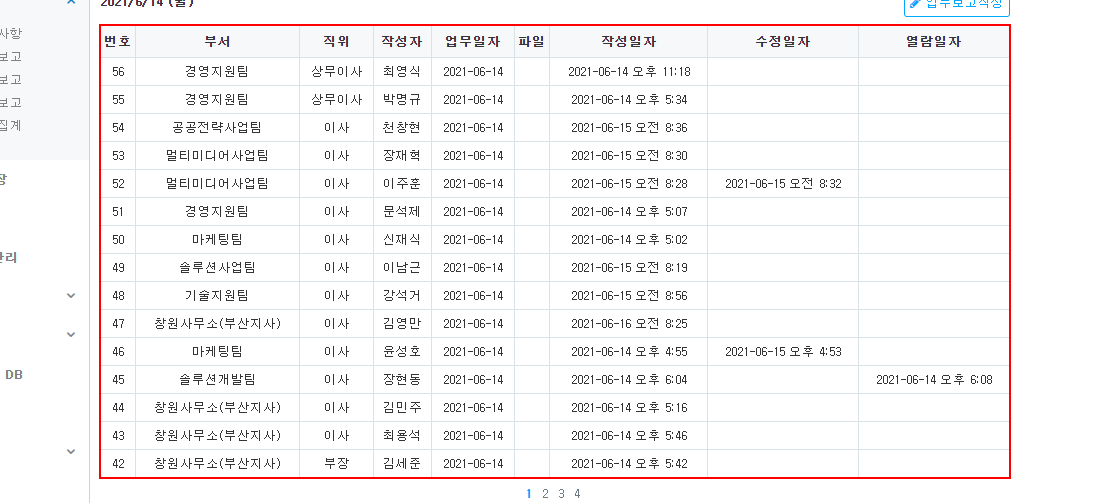 2021/6/14 (월)
업무보고작성
사항
보고
보고
보고
집계
장
관리
DB
번호 부서 직위 작성자 업무일자 파일 작성일자 수정일자 열람일자
56 경영지원팀 상무이사 최영식 2021-06-14 2021-06-14 오후 11:18
55 경영지원팀 상무이사 박명규 2021-06-14 2021-06-14 오후 5:34
54 공공전략사업팀 이사 천창현 2021-06-14 2021-06-15 오전 8:36
53 멀티미디어사업팀 이사 장재혁 2021-06-14 2021-06-15 오전 8:30
52 멀티미디어사업팀 이사 이주훈 2021-06-14 2021-06-15 오전 8:28 2021-06-15 오전 8:32
51 경영지원팀 이사 문석제 2021-06-14 2021-06-14 오후 5:07
50 마케팅팀 이사 신재식 2021-06-14 2021-06-14 오후 5:02
49 솔루션사업팀 이사 이남근 2021-06-14 2021-06-15 오전 8:19
48 기술지원팀 이사 강석거 2021-06-14 2021-06-15 오전 8:56
47 창원사무소(부산지사) 이사 김영만 2021-06-14 2021-06-16 오전 8:25
46 마케팅팀 이사 윤성호 2021-06-14 2021-06-14 오후 4:55 2021-06-15 오후 4:53
45 솔루션개발팀 이사 장현동 2021-06-14 2021-06-14 오후 6:04 2021-06-14 오후 6:08
44 창원사무소(부산지사) 이사 김민주 2021-06-14 2021-06-14 오후 5:16
43 창원사무소(부산지사) 이사 최용석 2021-06-14 2021-06-14 오후 5:46
42 창원사무소(부산지사) 부장 김세준 2021-06-14 2021-06-14 오후 5:42
1 2 3 4